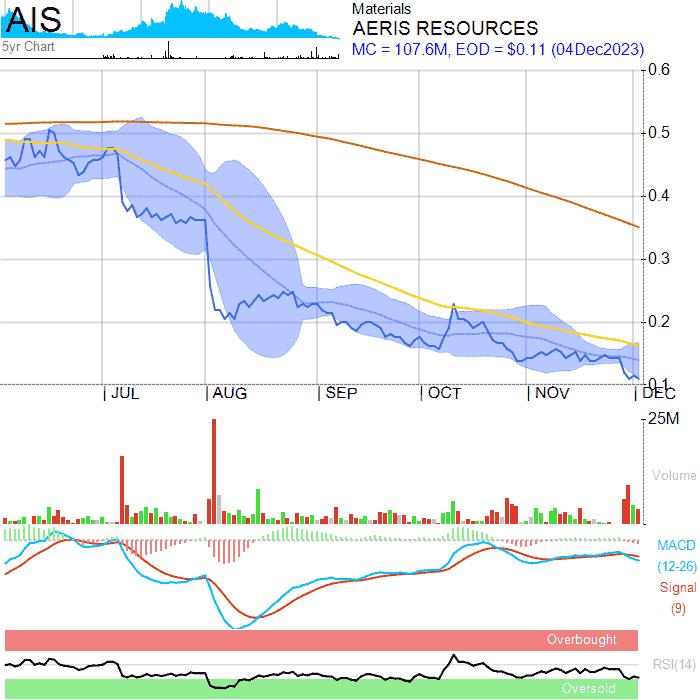 AIS
5yr Chart
Materials
AERIS RESOURCES
MC = 107.6M, EOD = $0.11 (04Dec2023)
0.6
0.5
0.4
0.3
0.2
0.1
JUL AUG SEP OCT NOV DEC
25M
Volume
MACD
(12-26)
Signal
(9)
Overbought
RSI(14)
Oversold